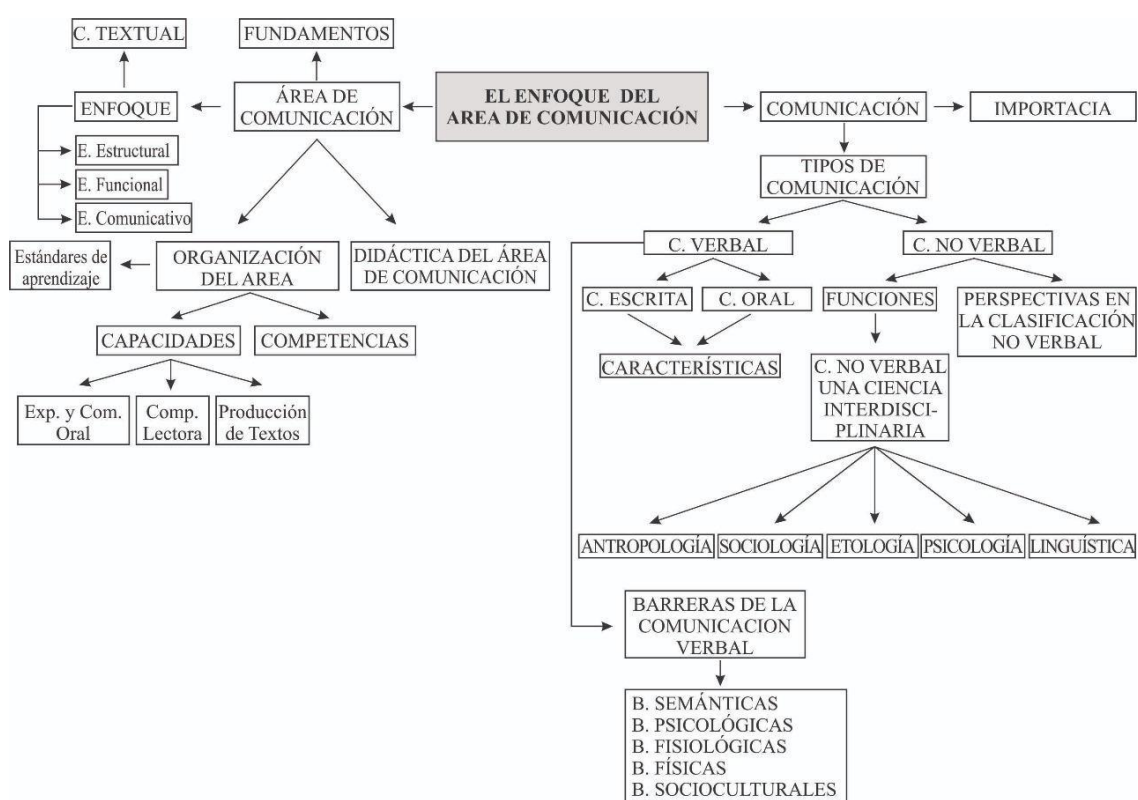 C. TEXTUAL
FUNDAMENTOS
ENFOQUE
ÁREA DE
COMUNICACIÓN
EL ENFOQUE DEL
AREA DE COMUNICACIÓN
COMUNICACIÓN
IMPORTACIA
E. Estructural
E. Funcional
E. Comunicativo
TIPOS DE
COMUNICACIÓN
Estándares de
aprendizaje
ORGANIZACIÓN
DEL AREA
DIDÁCTICA DEL ÁREA
DE COMUNICACIÓN
C. VERBAL
C. NO VERBAL
CAPACIDADES
COMPETENCIAS
C. ESCRITA
C. ORAL
FUNCIONES
PERSPECTIVAS EN
LA CLASIFICACIÓN
NO VERBAL
CARACTERÍSTICAS
Exp. y Com.
Oral
Comp.
Lectora
Producción
de Textos
C. NO VERBAL
UNA CIENCIA
INTERDISCI-
PLINARIA
ANTROPOLOGÍA
SOCIOLOGÍA
ETOLOGÍA
PSICOLOGÍA
LINGUÍSTICA
BARRERAS DE LA
COMUNICACION
VERBAL
B. SEMÁNTICAS
B. PSICOLÓGICAS
B. FISIOLÓGICAS
B. FÍSICAS
B. SOCIOCULTURALES